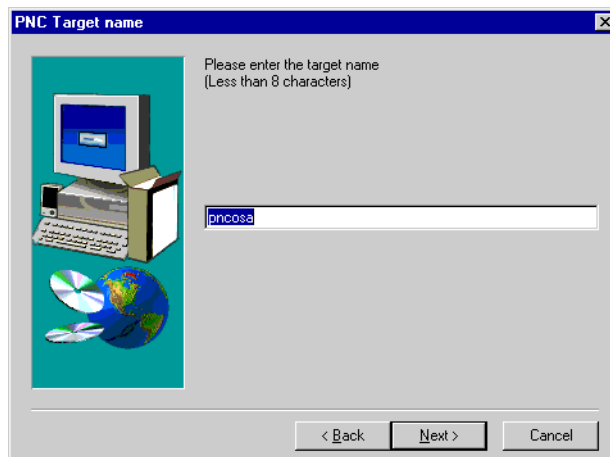 PNC Target name
Please enter the target name
(Less than 8 characters)
pncosa
< Back
Next >
Cancel